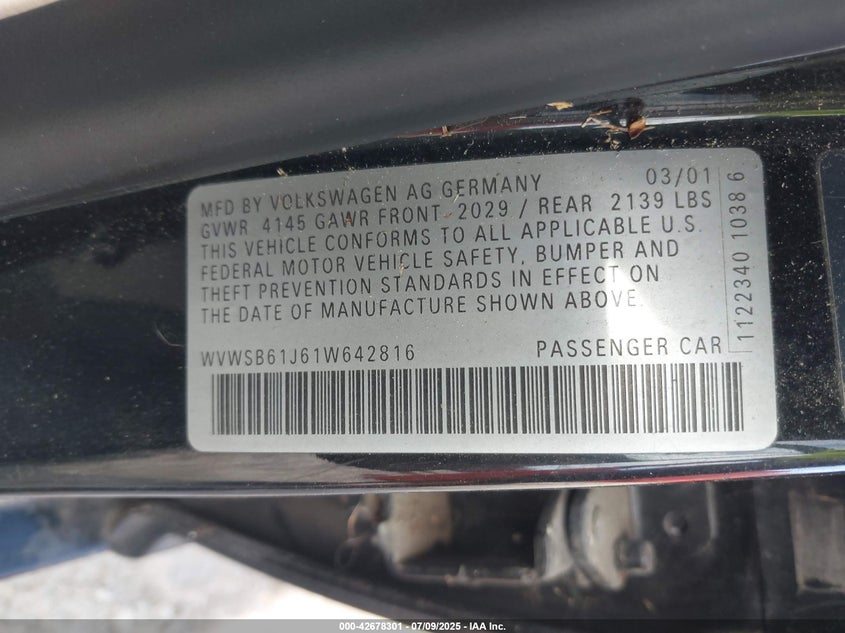 MFD BY VOLKSWAGEN AG GERMANY 03/01
GVWR 4145 GAWR FRONT 2029 / REAR 2139 LBS
THIS VEHICLE CONFORMS TO ALL APPLICABLE U.S.
FEDERAL MOTOR VEHICLE SAFETY, BUMPER AND
THEFT PREVENTION STANDARDS IN EFFECT ON
THE DATE OF MANUFACTURE SHOWN ABOVE.
WVWSB61J61W642816 PASSENGER CAR
1122340 1038 6
000-42678301 - 07/09/2025 - IAA Inc.